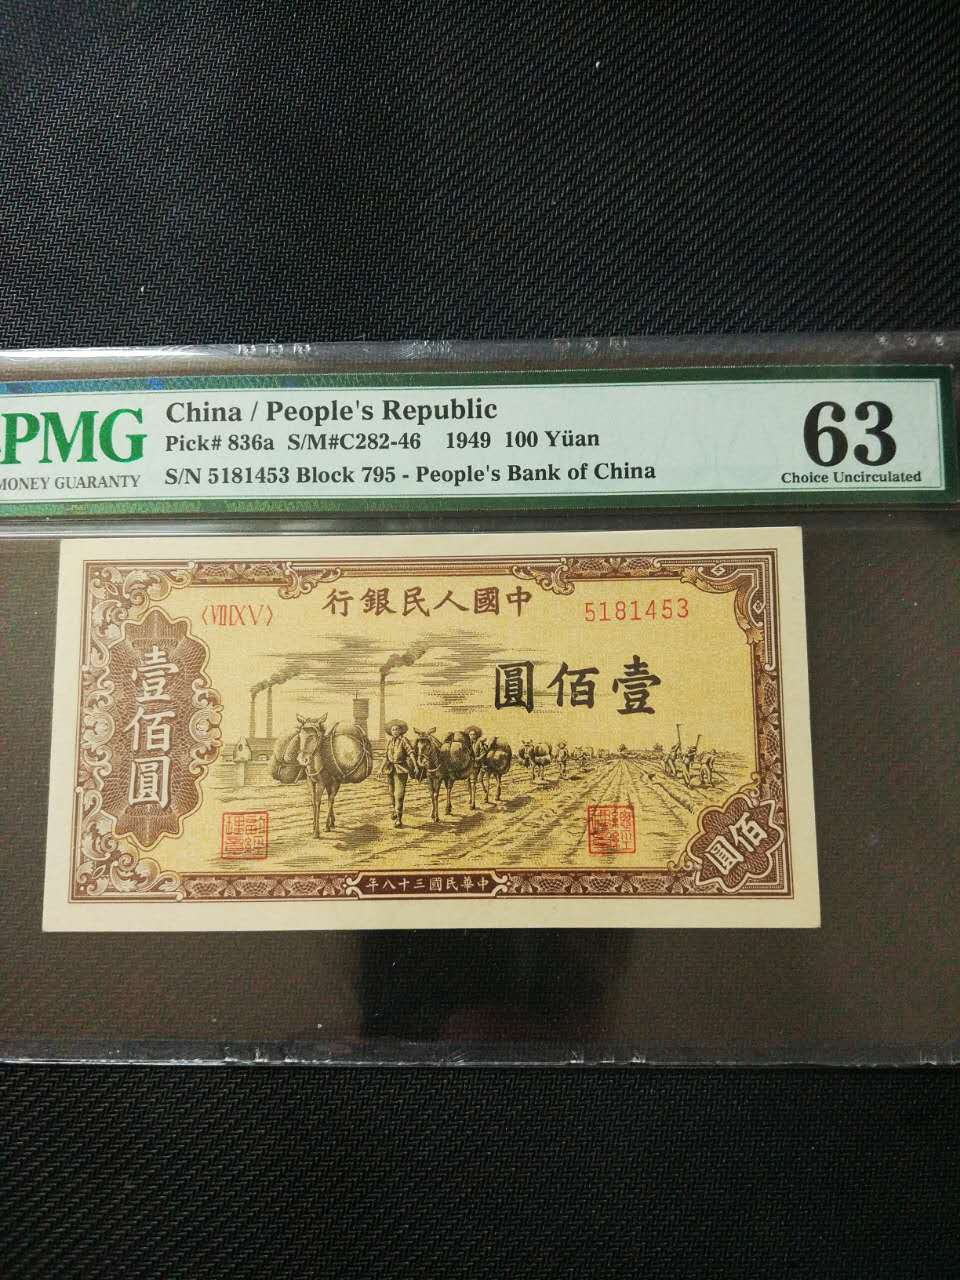 PMG
MONEY GUARANTY
China / People's Republic
Pick# 836a S/M#C282-46 1949 100 Yüan
S/N 5181453 Block 795 - People's Bank of China
63
Choice Uncirculated
行銀民人國中
〈VIIIXV〉
5181453
圓佰壹
壹佰圓
佰圓
年八十三國民華中